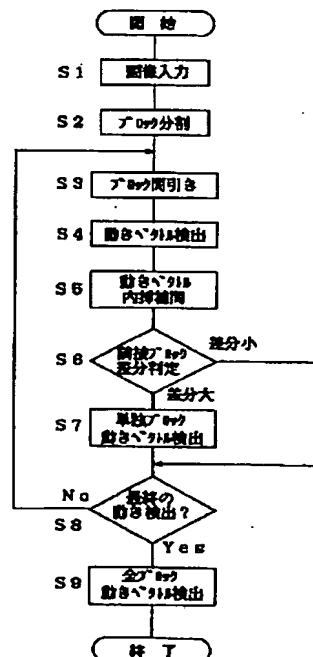 開始
S1
画像入力
S2
ブロック分割
S3
ブロック間引き
S4
動きベクトル検出
S5
動きベクトル
内挿補間
S6
隣接ブロック
差分判定
差分小
差分大
S7
単独ブロック
動きベクトル検出
No
S8
最終の
動き検出?
Yes
S9
全ブロック
動きベクトル検出
終了